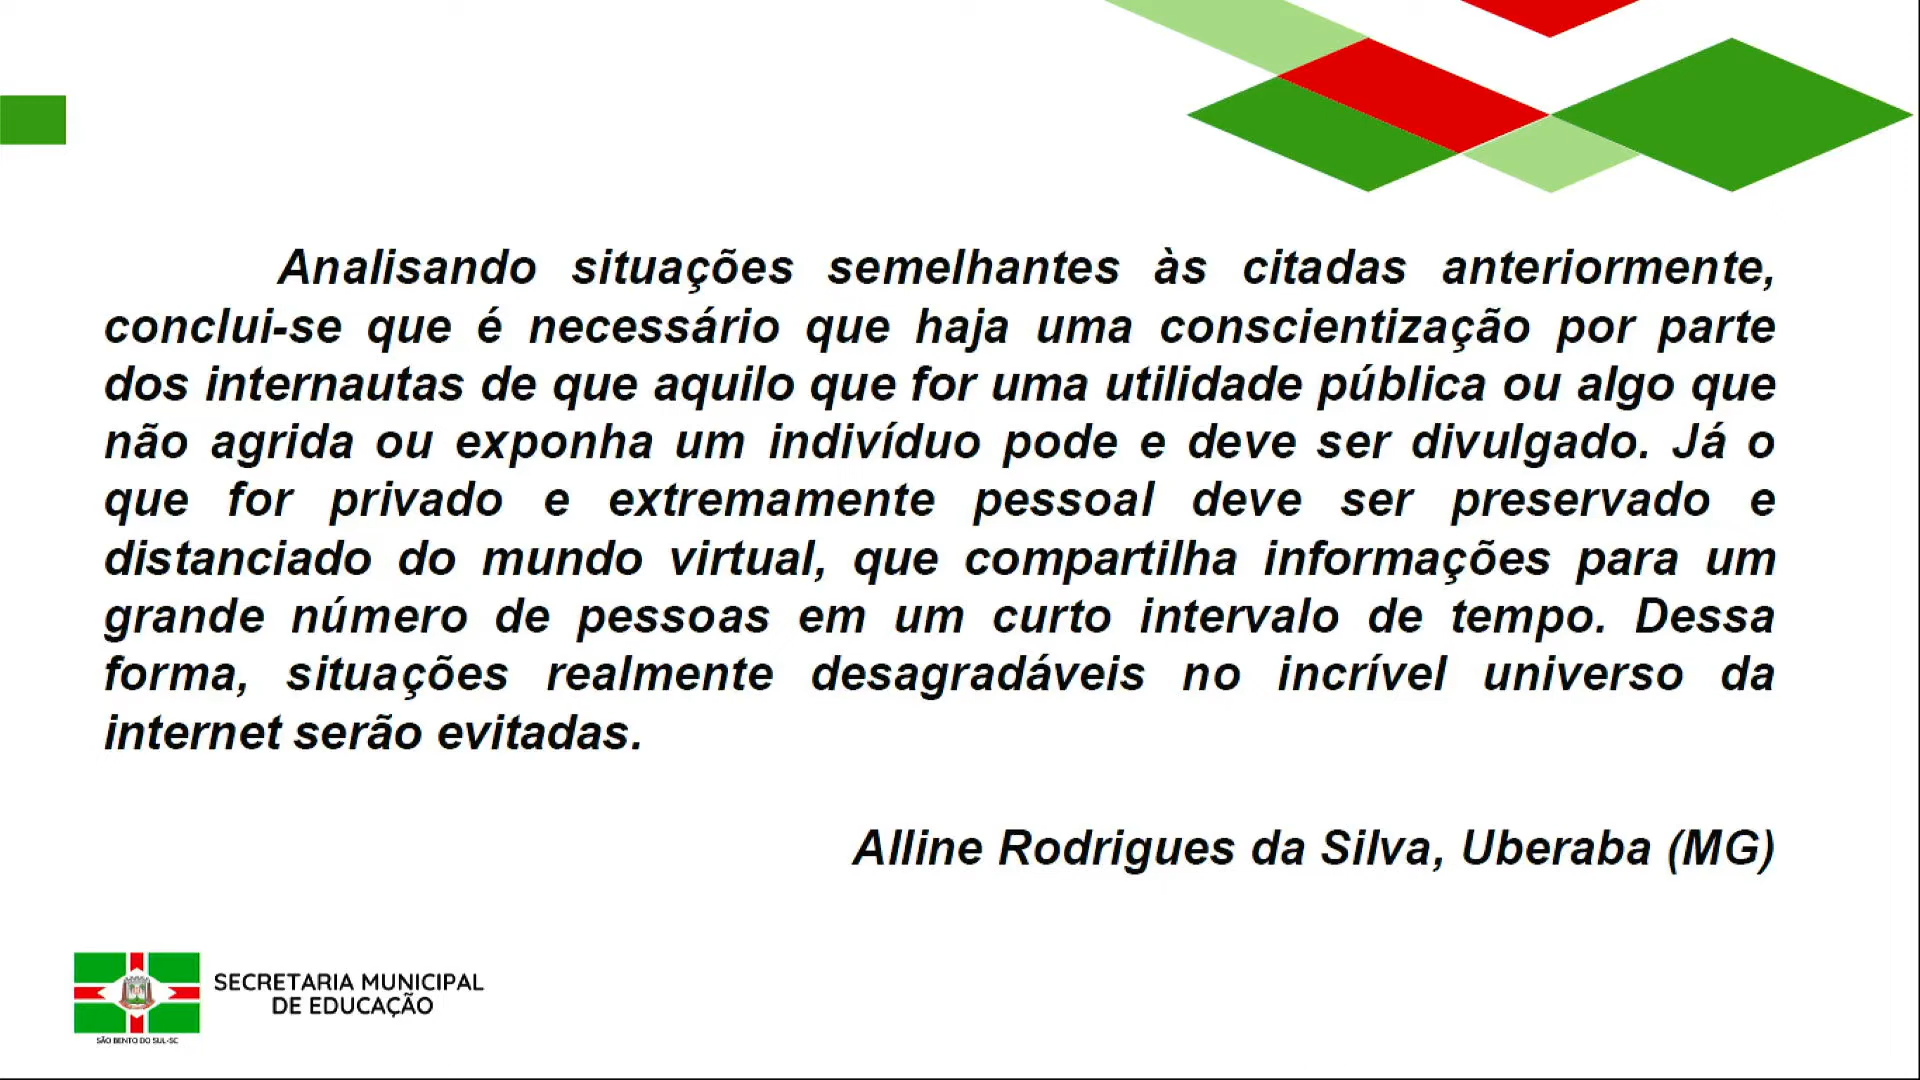 Analisando situações semelhantes às citadas anteriormente,
conclui-se que é necessário que haja uma conscientização por parte
dos internautas de que aquilo que for uma utilidade pública ou algo que
não agrida ou exponha um indivíduo pode e deve ser divulgado. Já o
que for privado e extremamente pessoal deve ser preservado e
distanciado do mundo virtual, que compartilha informações para um
grande número de pessoas em um curto intervalo de tempo. Dessa
forma, situações realmente desagradáveis no incrível universo da
internet serão evitadas.
Alline Rodrigues da Silva, Uberaba (MG)
SECRETARIA MUNICIPAL
DE EDUCAÇÃO
SÃO BENTO DO SUL-SC